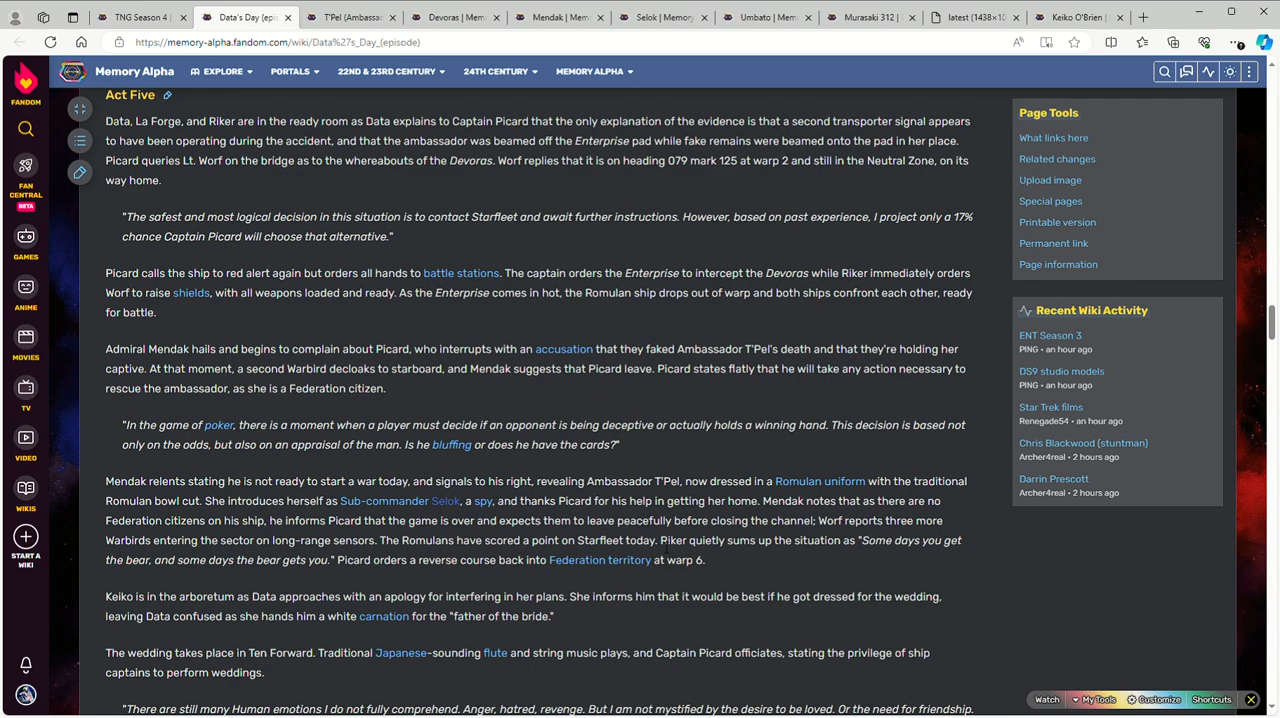 TNG Season 4 |
Data's Day (epi
T'Pel (Ambassac
Devoras | Memo
Mendak | Mem
Selok | Memory
Umbato | Memo
Murasaki 312 |
latest (1438×10
Keiko O'Brien |
https://memory-alpha.fandom.com/wiki/Data%27s_Day_(episode)
FANDOM
Memory Alpha
EXPLORE
PORTALS
22ND & 23RD CENTURY
24TH CENTURY
MEMORY ALPHA
FAN CENTRAL
BETA
GAMES
ANIME
MOVIES
TV
VIDEO
WIKIS
START A WIKI
Act Five
Data, La Forge, and Riker are in the ready room. Data explains to Captain Picard that the only explanation of the evidence is that a second transporter signal appears
to have been operating during the accident, and that the ambassador was beamed off the Enterprise pad while fake remains were beamed onto the pad in her place.
Picard queries Lt. Worf on the bridge as to the whereabouts of the Devoras. Worf replies that it is on heading 079 mark 125 at warp 2 and still in the Neutral Zone, on its
way home.
"The safest and most logical decision in this situation is to contact Starfleet and await further instructions. However, based on past experience, I project only a 17%
chance Captain Picard will choose that alternative."
Picard calls the ship to red alert again but orders all hands to battle stations. The captain orders the Enterprise to intercept the Devoras while Riker immediately orders
Worf to raise shields, with all weapons loaded and ready. As the Enterprise comes in hot, the Romulan ship drops out of warp and both ships confront each other, ready
for battle.
Admiral Mendak hails and begins to complain at Picard, who interrupts with an accusation that they faked Ambassador T'Pel's death and that they're holding her
captive. At that moment, a second Warbird decloaks to starboard, and Mendak suggests that Picard leave. Picard states flatly that he will take any action necessary to
rescue the ambassador, as she is a Federation citizen.
"In the game of poker, there is a moment when a player must decide if an opponent is being deceptive or actually holds a winning hand. This decision is based not
only on the odds, but also on an appraisal of the man. Is he bluffing or does he have the cards?"
Mendak relents stating he is not ready to start a war today, and signals to his right, revealing Ambassador T'Pel, now dressed in a Romulan uniform with the traditional
Romulan bowl cut. She introduces herself as Sub-commander Selok, a spy, and thanks Picard for his help in getting her home. Mendak notes that as there are no
Federation citizens on his ship, he informs Picard that the game is over and expects them to leave peacefully before closing the channel; Worf reports three more
Warbirds entering the sector on long-range sensors. The Romulans have scored a point on Starfleet today. Riker quietly sums up the situation as "Some days you get
the bear, and some days the bear gets you." Picard orders a reverse course back into Federation territory at warp 6.
Keiko is in the arboretum as Data approaches with an apology for interfering in her plans. She informs him that it would be best if he got dressed for the wedding,
leaving Data confused as she hands him a white carnation for the "father of the bride."
The wedding takes place in Ten Forward. Traditional Japanese-sounding flute and string music plays, and Captain Picard officiates, stating the privilege of ship
captains to perform weddings.
"There are still many Human emotions I do not fully comprehend – anger, hatred, revenge. But I am not mystified by the desire to be loved. Or the need for friendship.
Page Tools
What links here
Related changes
Upload image
Special pages
Printable version
Permanent link
Page information
Recent Wiki Activity
ENT Season 3
PING • an hour ago
DS9 studio models
PING • an hour ago
Star Trek films
Renegade54 • an hour ago
Chris Blackwood (stuntman)
Archer4real • 2 hours ago
Darrin Prescott
Archer4real • 2 hours ago
Watch
My Tools
Customize
Shortcuts